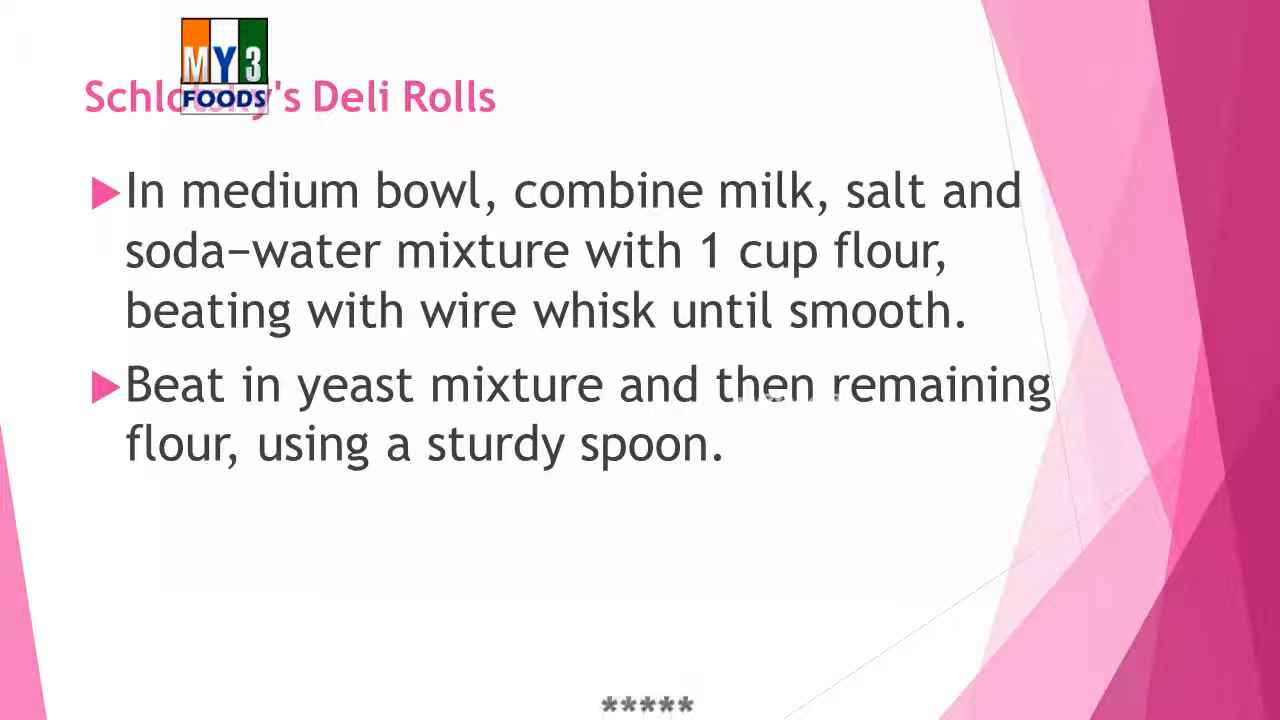 MY3
FOODS
Schlotsky's Deli Rolls
In medium bowl, combine milk, salt and
soda–water mixture with 1 cup flour,
beating with wire whisk until smooth.
Beat in yeast mixture and then remaining
flour, using a sturdy spoon.
*****